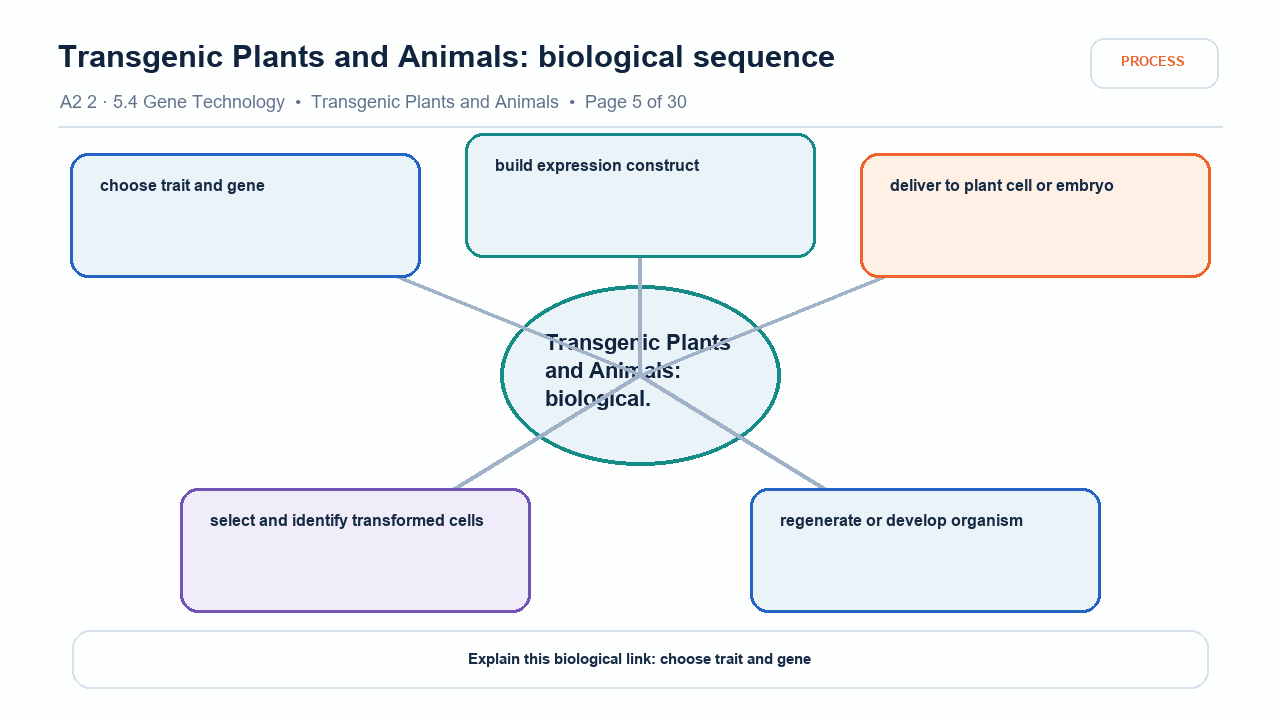 Transgenic Plants and Animals: biological sequence
PROCESS
A2 2 · 5.4 Gene Technology • Transgenic Plants and Animals • Page 5 of 30
choose trait and gene
build expression construct
deliver to plant cell or embryo
Transgenic Plants
and Animals:
biological.
select and identify transformed cells
regenerate or develop organism
Explain this biological link: choose trait and gene